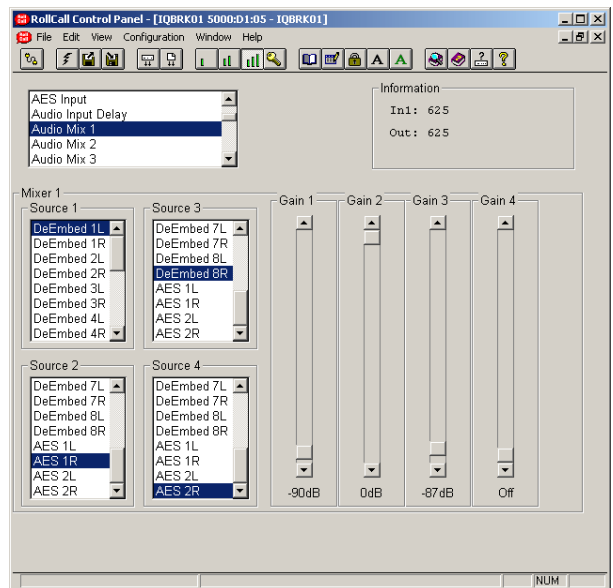 RollCall Control Panel - [IQBRK01 5000:D1:05 - IQBRK01]
File Edit View Configuration Window Help
AES Input
Audio Input Delay
Audio Mix 1
Audio Mix 2
Audio Mix 3
Information
In1: 625
Out: 625
Mixer 1
Source 1
DeEmbed 1L
DeEmbed 1R
DeEmbed 2L
DeEmbed 2R
DeEmbed 3L
DeEmbed 3R
DeEmbed 4L
DeEmbed 4R
Source 3
DeEmbed 7L
DeEmbed 7R
DeEmbed 8L
DeEmbed 8R
AES 1L
AES 1R
AES 2L
AES 2R
Source 2
DeEmbed 7L
DeEmbed 7R
DeEmbed 8L
DeEmbed 8R
AES 1L
AES 1R
AES 2L
AES 2R
Source 4
DeEmbed 7L
DeEmbed 7R
DeEmbed 8L
DeEmbed 8R
AES 1L
AES 1R
AES 2L
AES 2R
Gain 1
-90dB
Gain 2
0dB
Gain 3
-87dB
Gain 4
Off
NUM